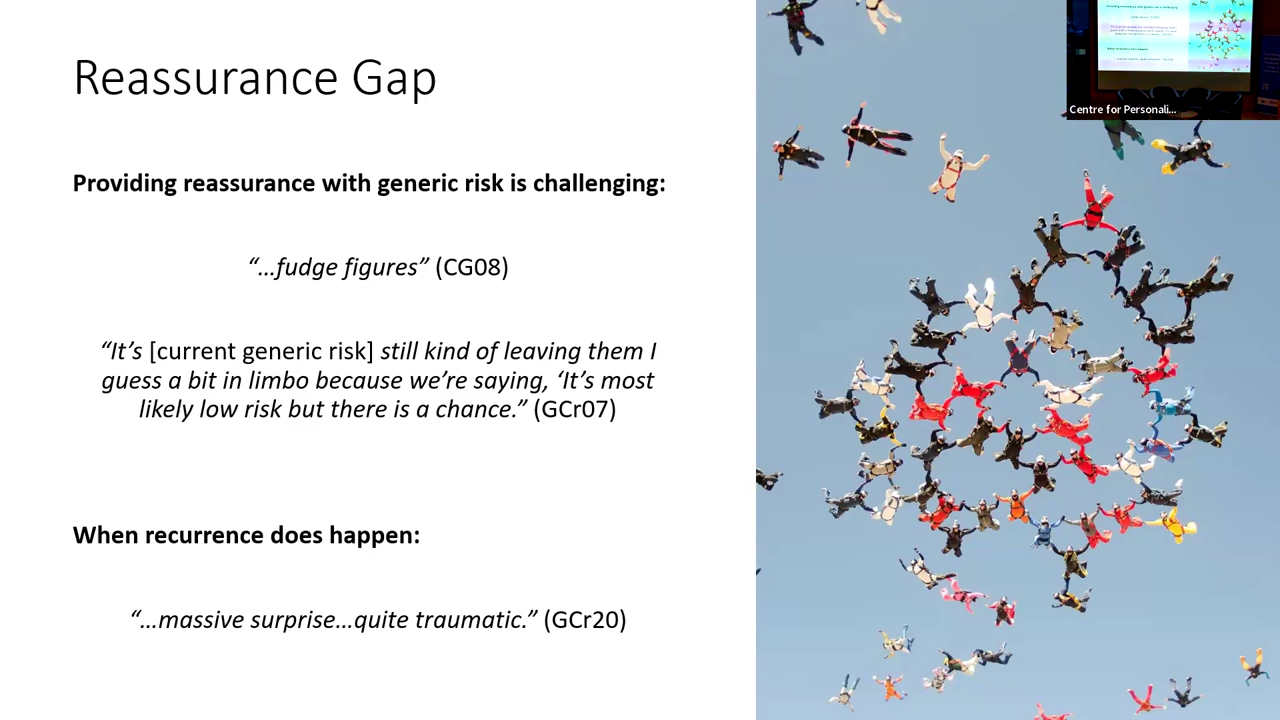 Reassurance Gap
Providing reassurance with generic risk is challenging:
“…fudge figures” (CG08)
“It’s [current generic risk] still kind of leaving them I
guess a bit in limbo because we’re saying, ‘It’s most
likely low risk but there is a chance.” (GCr07)
When recurrence does happen:
“…massive surprise…quite traumatic.” (GCr20)
Centre for Personali...